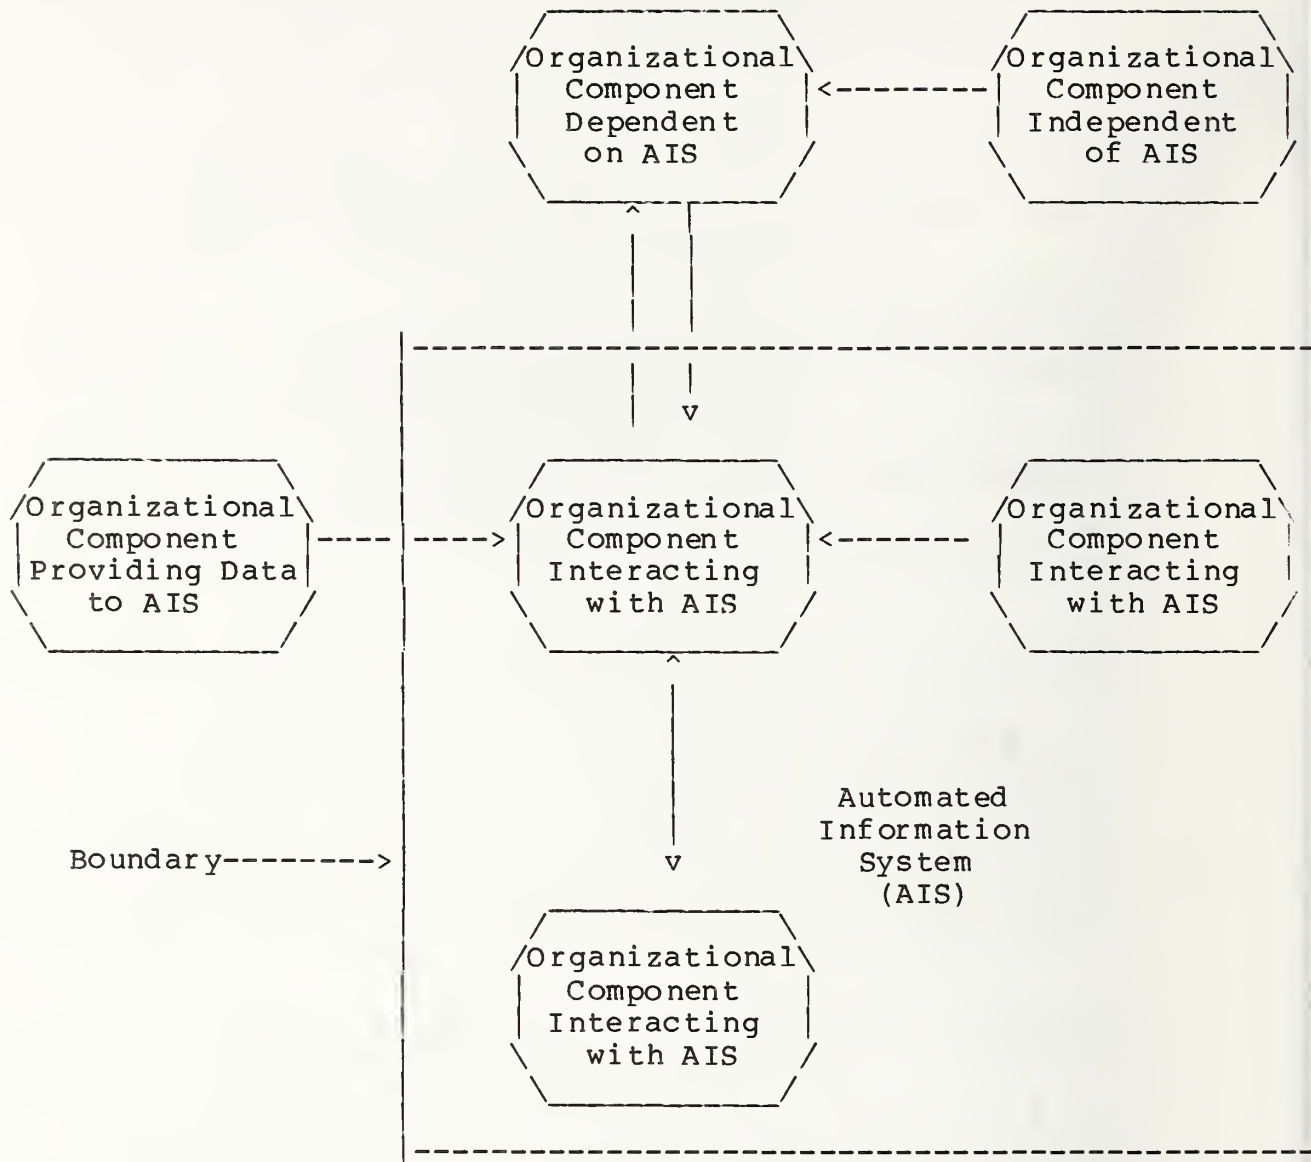 Organizational
Component
Dependent
on AIS
Organizational
Component
Independent
of AIS
Organizational
Component
Providing Data
to AIS
Organizational
Component
Interacting
with AIS
Organizational
Component
Interacting
with AIS
Boundary
Automated
Information
System
(AIS)
Organizational
Component
Interacting
with AIS